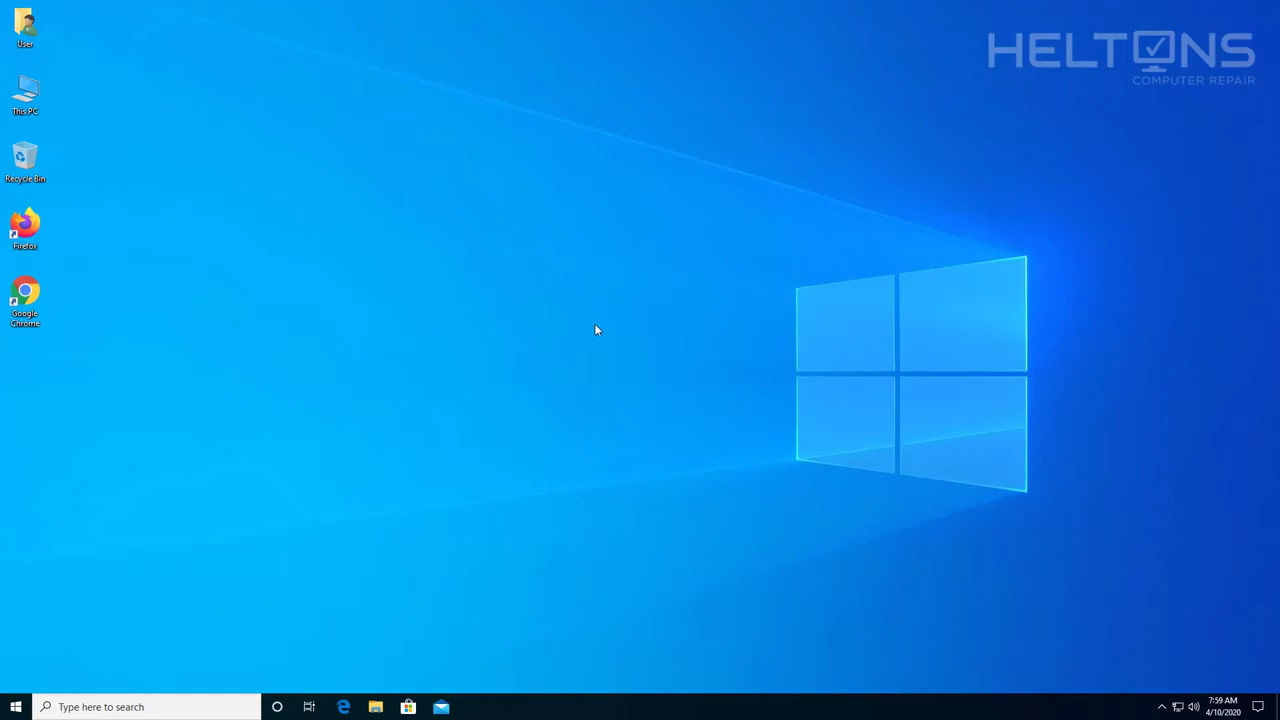 User
HELTONS
COMPUTER REPAIR
This PC
Recycle Bin
Firefox
Google
Chrome
Type here to search
7:59 AM
4/10/2020